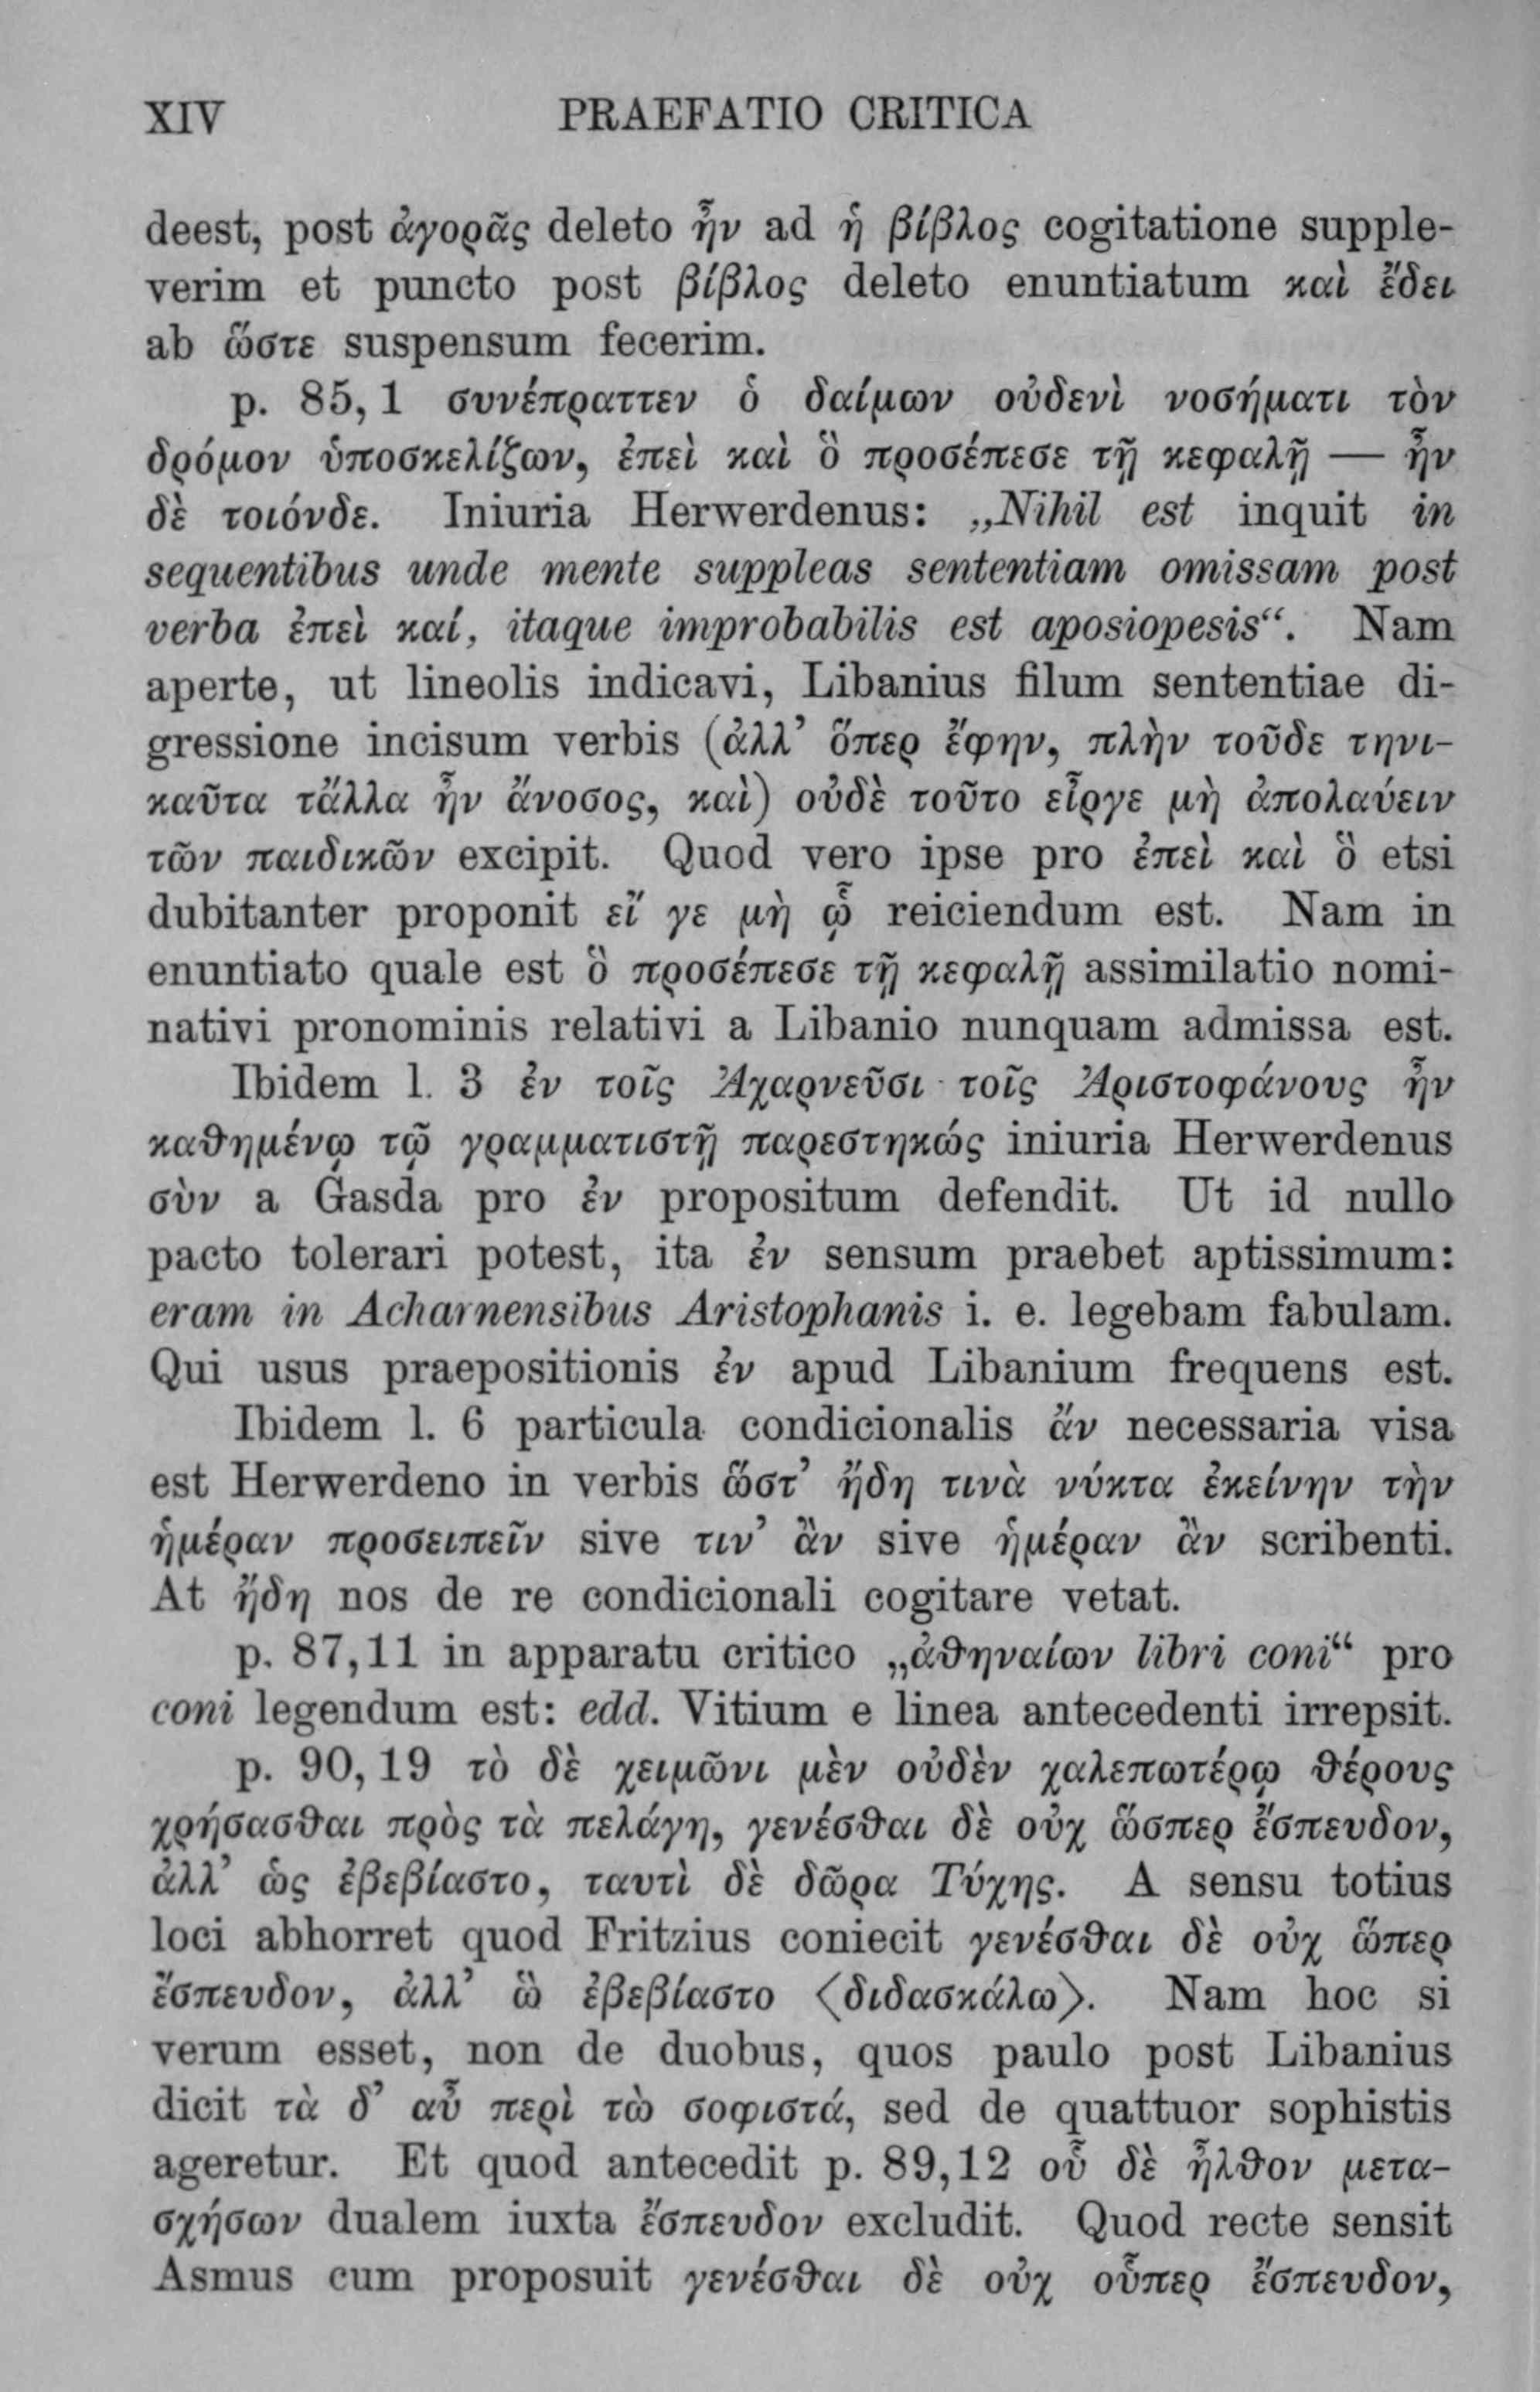 XIV PRAEFATIO CRITICA
deest, post ἀγορᾶς deleto ἦν ad ἡ βίβλος cogitatione supple-
verim et puncto post βίβλος deleto enuntiatum καὶ ἔδει
ab ὥστε suspensum fecerim.
p. 85, 1 συνέπραττεν ὁ δαίμων οὐδενὶ νοσήματι τὸν
δρόμον ὑποσκελίζων, ἐπεὶ καὶ ὃ προσέπεσε τῇ κεφαλῇ — ἦν
δὲ τοιόνδε. Iniuria Herwerdenus: „Nihil est inquit in
sequentibus unde mente suppleas sententiam omissam post
verba ἐπεὶ καί, itaque improbabilis est aposiopesis“. Nam
aperte, ut lineolis indicavi, Libanius filum sententiae di-
gressione incisum verbis (ἀλλ’ ὅπερ ἔφην, πλὴν τοῦδε τηνι-
καῦτα τἄλλα ἦν ἄνοσος, καὶ) οὐδὲ τοῦτο εἶργε μὴ ἀπολαύειν
τῶν παιδικῶν excipit. Quod vero ipse pro ἐπεὶ καὶ ὃ etsi
dubitanter proponit εἴ γε μὴ ᾧ reiciendum est. Nam in
enuntiato quale est ὃ προσέπεσε τῇ κεφαλῇ assimilatio nomi-
nativi pronominis relativi a Libanio nunquam admissa est.
Ibidem l. 3 ἐν τοῖς Ἀχαρνεῦσι τοῖς Ἀριστοφάνους ἦν
καθημένῳ τῷ γραμματιστῇ παρεστηκώς iniuria Herwerdenus
σὺν a Gasda pro ἐν propositum defendit. Ut id nullo
pacto tolerari potest, ita ἐν sensum praebet aptissimum:
eram in Acharnensibus Aristophanis i. e. legebam fabulam.
Qui usus praepositionis ἐν apud Libanium frequens est.
Ibidem l. 6 particula condicionalis ἄν necessaria visa
est Herwerdeno in verbis ὥστ’ ἤδη τινὰ νύκτα ἐκείνην τὴν
ἡμέραν προσειπεῖν sive τιν’ ἂν sive ἡμέραν ἂν scribenti.
At ἤδη nos de re condicionali cogitare vetat.
p. 87,11 in apparatu critico „ἀθηναίων libri coni“ pro
coni legendum est: edd. Vitium e linea antecedenti irrepsit.
p. 90, 19 τὸ δὲ χειμῶνι μὲν οὐδὲν χαλεπωτέρῳ θέρους
χρήσασθαι πρὸς τὰ πελάγη, γενέσθαι δὲ οὐχ ὥσπερ ἔσπευδον,
ἀλλ’ ὡς ἐβεβίαστο, ταυτὶ δὲ δῶρα Τύχης. A sensu totius
loci abhorret quod Fritzius coniecit γενέσθαι δὲ οὐχ ὥπερ
ἔσπευδον, ἀλλ’ ὣ ἐβεβίαστο ⟨διδασκάλω⟩. Nam hoc si
verum esset, non de duobus, quos paulo post Libanius
dicit τὰ δ’ αὖ περὶ τὼ σοφιστά, sed de quattuor sophistis
ageretur. Et quod antecedit p. 89,12 οὗ δὲ ἦλθον μετα-
σχήσων dualem iuxta ἔσπευδον excludit. Quod recte sensit
Asmus cum proposuit γενέσθαι δὲ οὐχ οὗπερ ἔσπευδον,